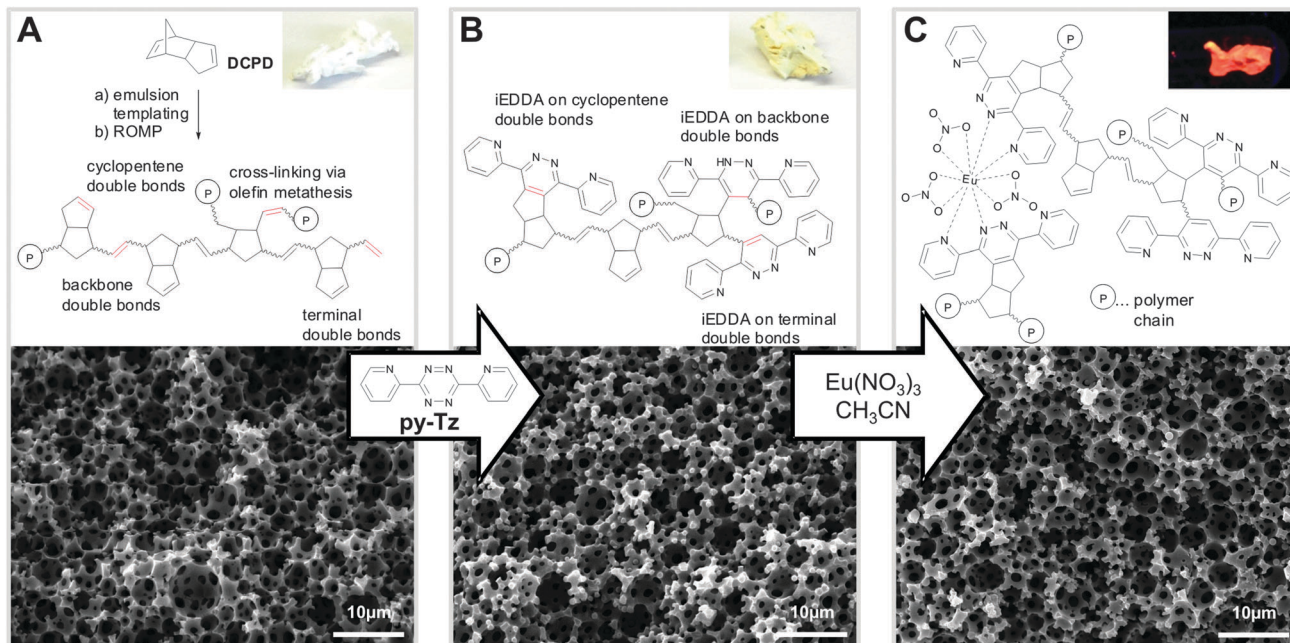 A
DCPD
a) emulsion
templating
b) ROMP
cyclopentene
double bonds
cross-linking via
olefin metathesis
P
P
P
backbone
double bonds
terminal
double bonds
10µm
py-Tz
N
N
N
N
N
N
B
iEDDA on cyclopentene
double bonds
iEDDA on backbone
double bonds
N
N
N
N
N
HN
N
N
P
P
P
N
N
N
N
iEDDA on terminal
double bonds
10µm
Eu(NO₃)₃
CH₃CN
C
P
N
N
N
N
O
N
O
O
Eu
O
N
O
O
O
N
O
O
P
N
N
N
N
P
N
N
N
N
N
N
N
N
P
P
P ... polymer
chain
10µm